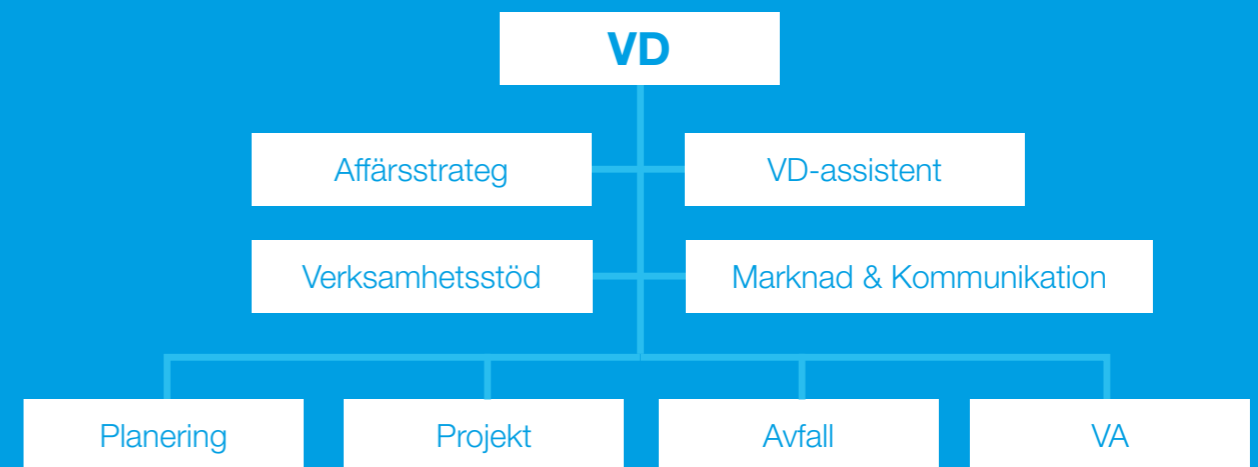 VD
Affärsstrateg
VD-assistent
Verksamhetsstöd
Marknad & Kommunikation
Planering
Projekt
Avfall
VA